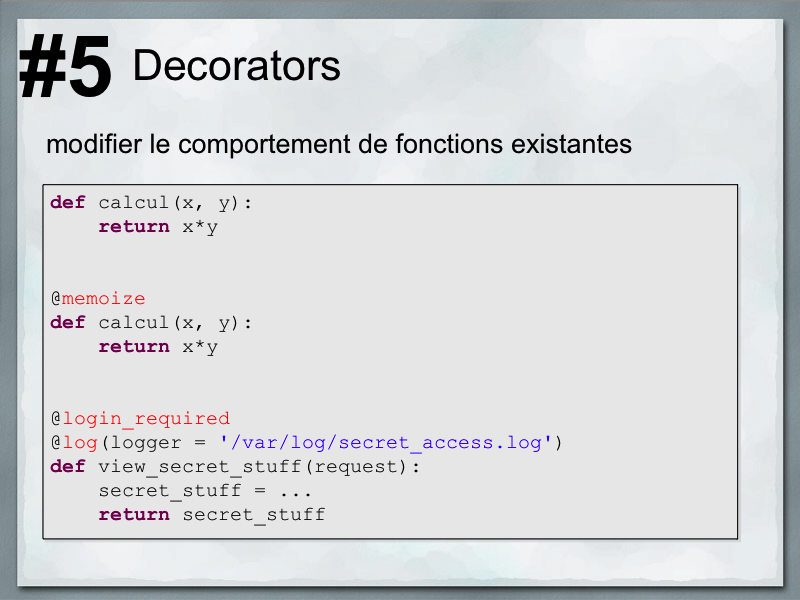 #5 Decorators
modifier le comportement de fonctions existantes
def calcul(x, y):
    return x*y
@memoize
def calcul(x, y):
    return x*y
@login_required
@log(logger = '/var/log/secret_access.log')
def view_secret_stuff(request):
    secret_stuff = ...
    return secret_stuff